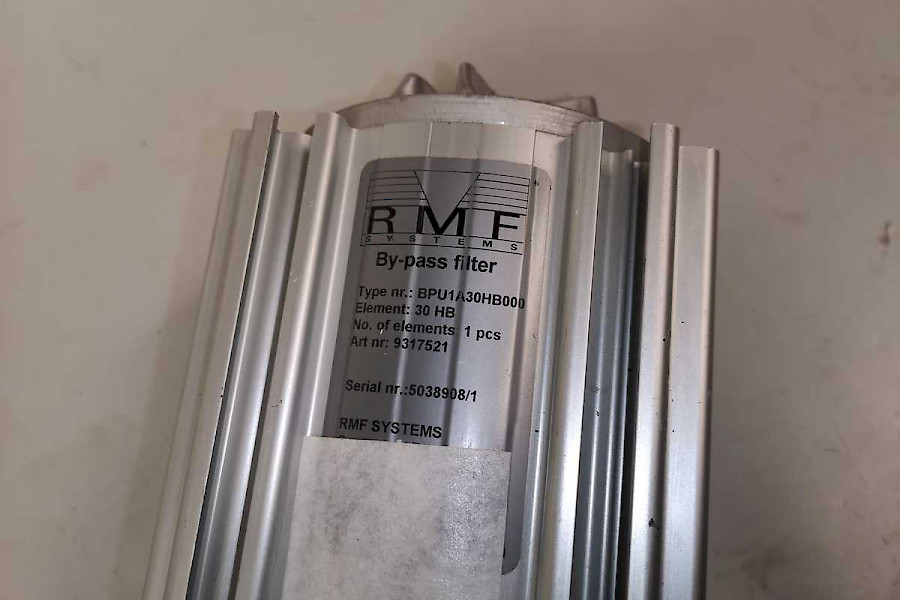 RMF
SYSTEMS
By-pass filter
Type nr.: BPU1A30HB000
Element: 30 HB
No. of elements: 1 pcs
Art nr: 9317521
Serial nr.:5038908/1
RMF SYSTEMS